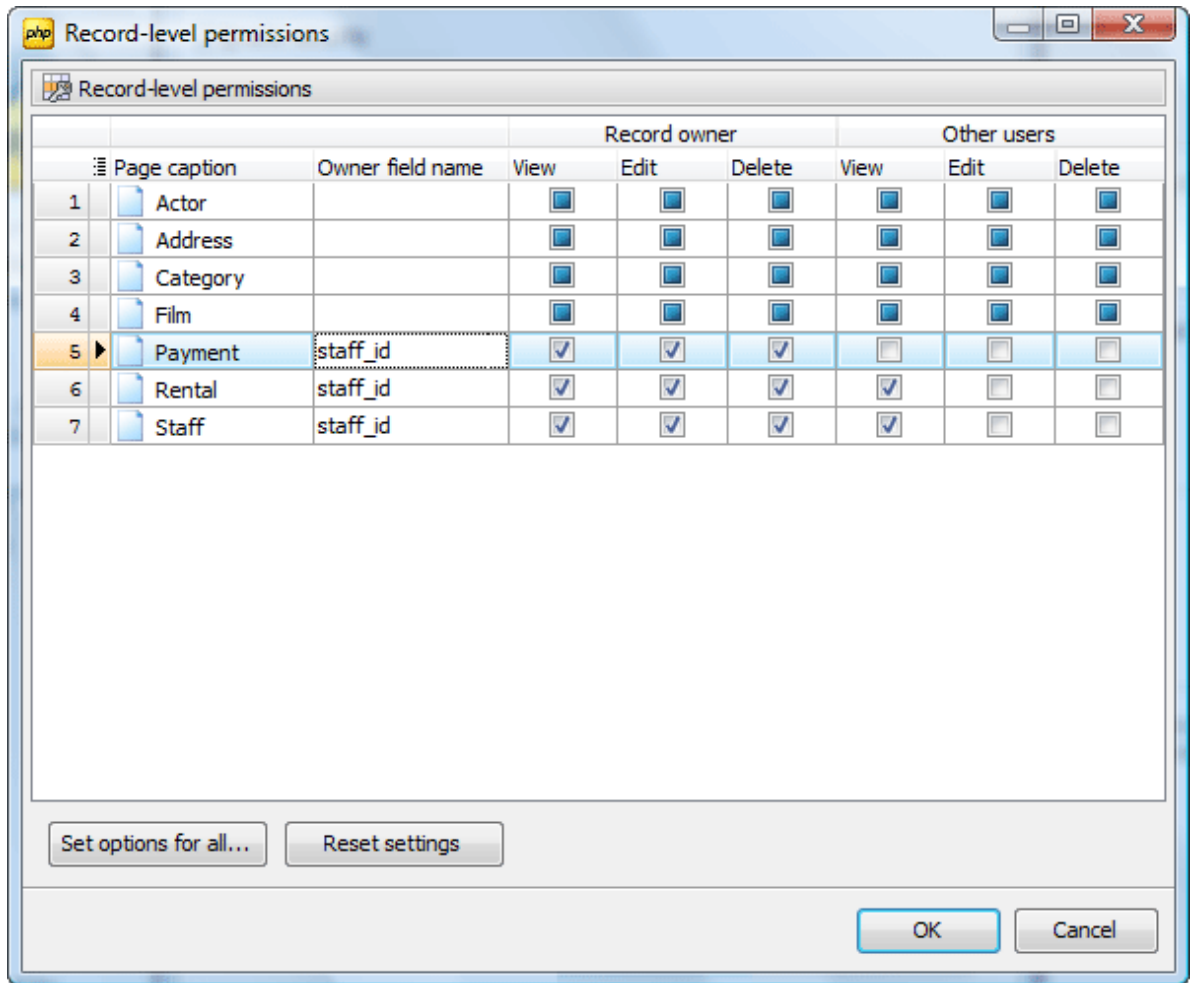 php Record-level permissions
Record-level permissions
Record owner Other users
Page caption Owner field name View Edit Delete View Edit Delete
1 Actor
2 Address
3 Category
4 Film
5 Payment staff_id
6 Rental staff_id
7 Staff staff_id
Set options for all... Reset settings
OK Cancel